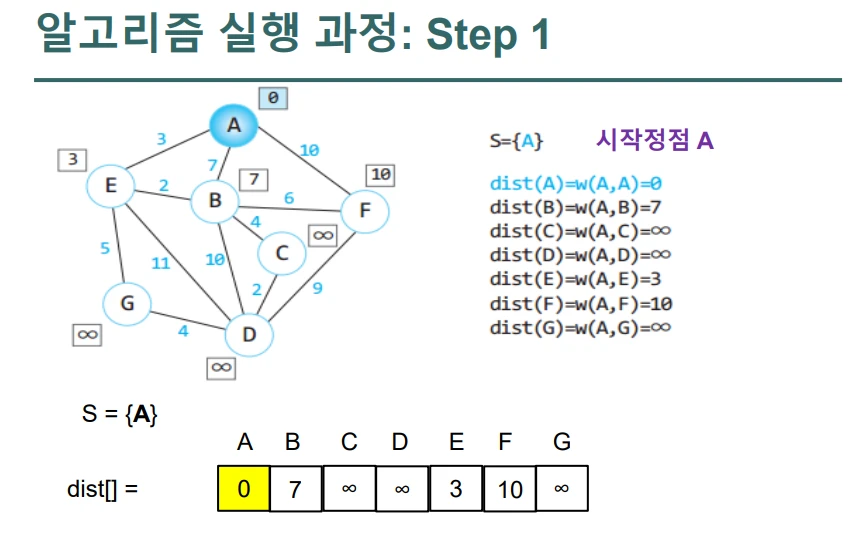 알고리즘 실행 과정: Step 1
0
A
3
10
3
7
E
2
B
7
6
10
F
4
∞
C
5
11
10
2
9
G
4
D
∞
∞
S={A} 시작정점 A
dist(A)=w(A,A)=0
dist(B)=w(A,B)=7
dist(C)=w(A,C)=∞
dist(D)=w(A,D)=∞
dist(E)=w(A,E)=3
dist(F)=w(A,F)=10
dist(G)=w(A,G)=∞
S = {A}
A B C D E F G
dist[] = 0 7 ∞ ∞ 3 10 ∞